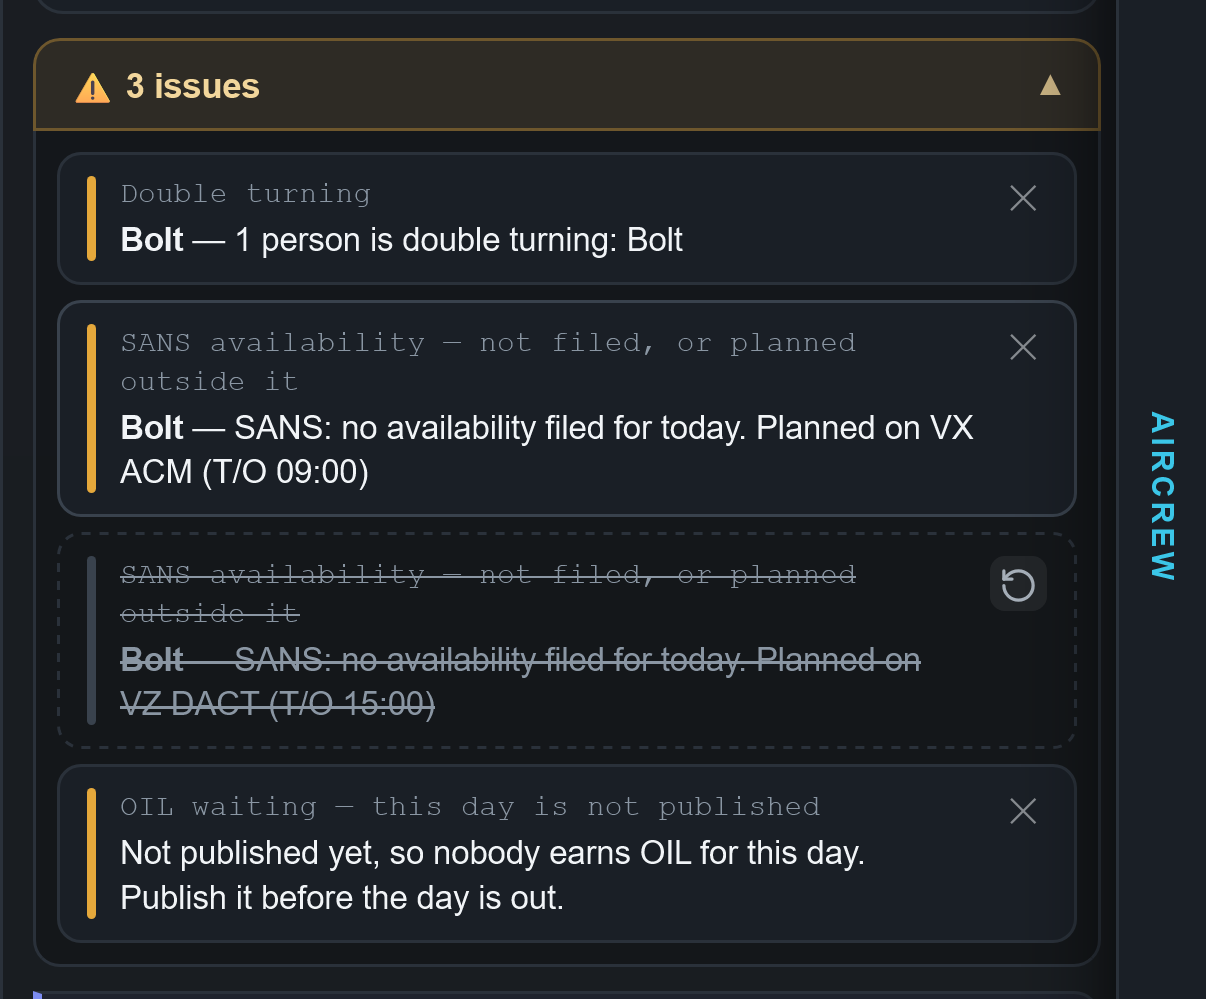 ⚠️ 3 issues ▲
Double turning
Bolt — 1 person is double turning: Bolt
SANS availability — not filed, or planned
outside it
Bolt — SANS: no availability filed for today. Planned on VX
ACM (T/O 09:00)
SANS availability — not filed, or planned
outside it
Bolt — SANS: no availability filed for today. Planned on
VZ DACT (T/O 15:00)
OIL waiting — this day is not published
Not published yet, so nobody earns OIL for this day.
Publish it before the day is out.
AIRCREW